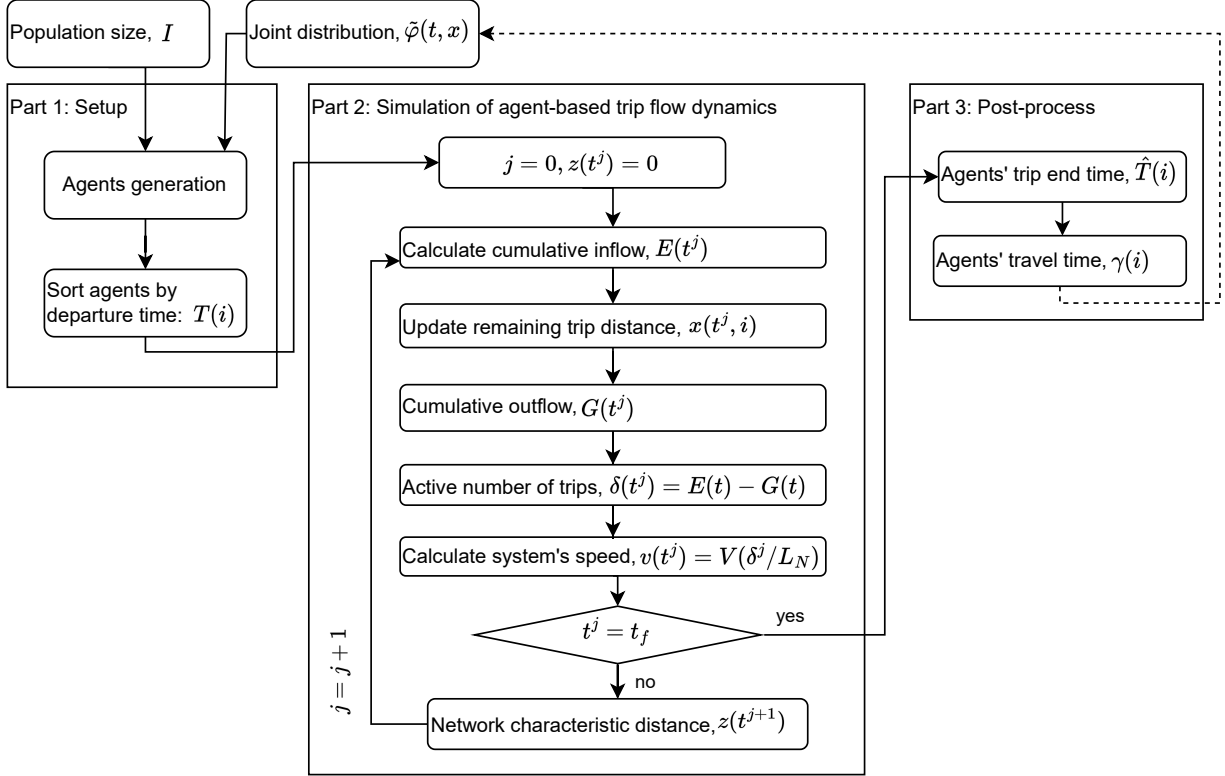 Population size, I
Joint distribution, φ̃(t, x)
Part 1: Setup
Agents generation
Sort agents by
departure time: T(i)
Part 2: Simulation of agent-based trip flow dynamics
j = 0, z(t^j) = 0
Calculate cumulative inflow, E(t^j)
Update remaining trip distance, x(t^j, i)
Cumulative outflow, G(t^j)
Active number of trips, δ(t^j) = E(t) − G(t)
Calculate system's speed, v(t^j) = V(δ^j/L_N)
t^j = t_f
yes
no
j = j + 1
Network characteristic distance, z(t^{j+1})
Part 3: Post-process
Agents' trip end time, T̂(i)
Agents' travel time, γ(i)